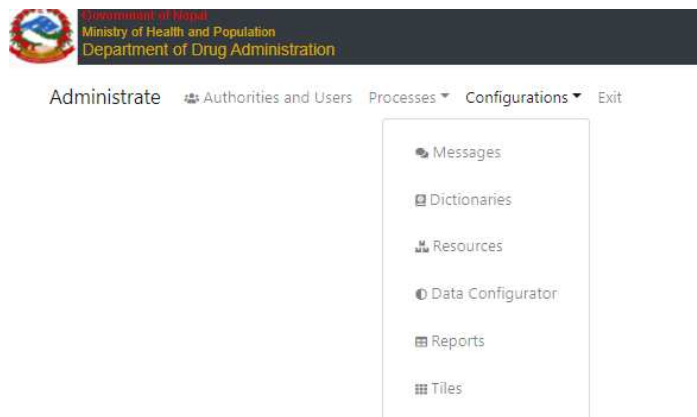 Government of Nepal
Ministry of Health and Population
Department of Drug Administration
Administrate Authorities and Users Processes Configurations Exit
Messages
Dictionaries
Resources
Data Configurator
Reports
Tiles